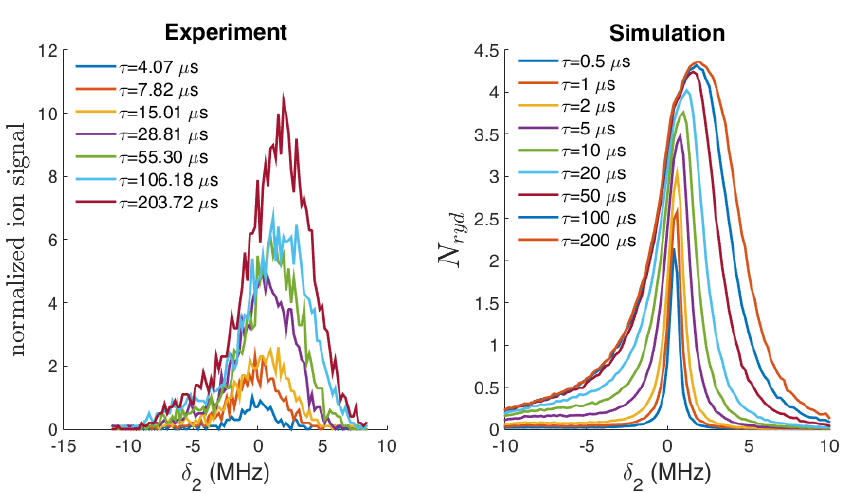 Experiment
normalized ion signal
12
10
8
6
4
2
0
-15
-10
-5
0
5
10
δ₂ (MHz)
τ=4.07 μs
τ=7.82 μs
τ=15.01 μs
τ=28.81 μs
τ=55.30 μs
τ=106.18 μs
τ=203.72 μs
Simulation
N_ryd
4.5
4
3.5
3
2.5
2
1.5
1
0.5
0
-10
-5
0
5
10
δ₂ (MHz)
τ=0.5 μs
τ=1 μs
τ=2 μs
τ=5 μs
τ=10 μs
τ=20 μs
τ=50 μs
τ=100 μs
τ=200 μs